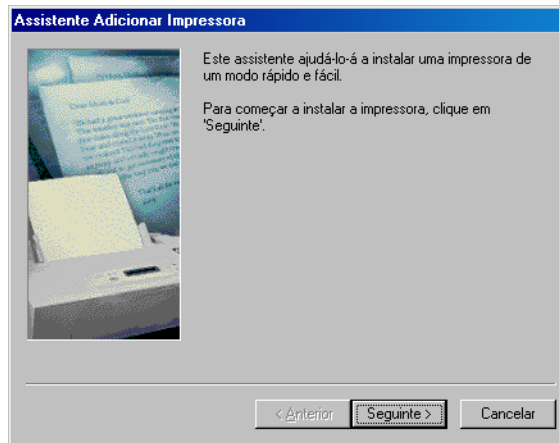 Assistente Adicionar Impressora
Este assistente ajudá-lo-á a instalar uma impressora de
um modo rápido e fácil.
Para começar a instalar a impressora, clique em
'Seguinte'.
< Anterior
Seguinte >
Cancelar